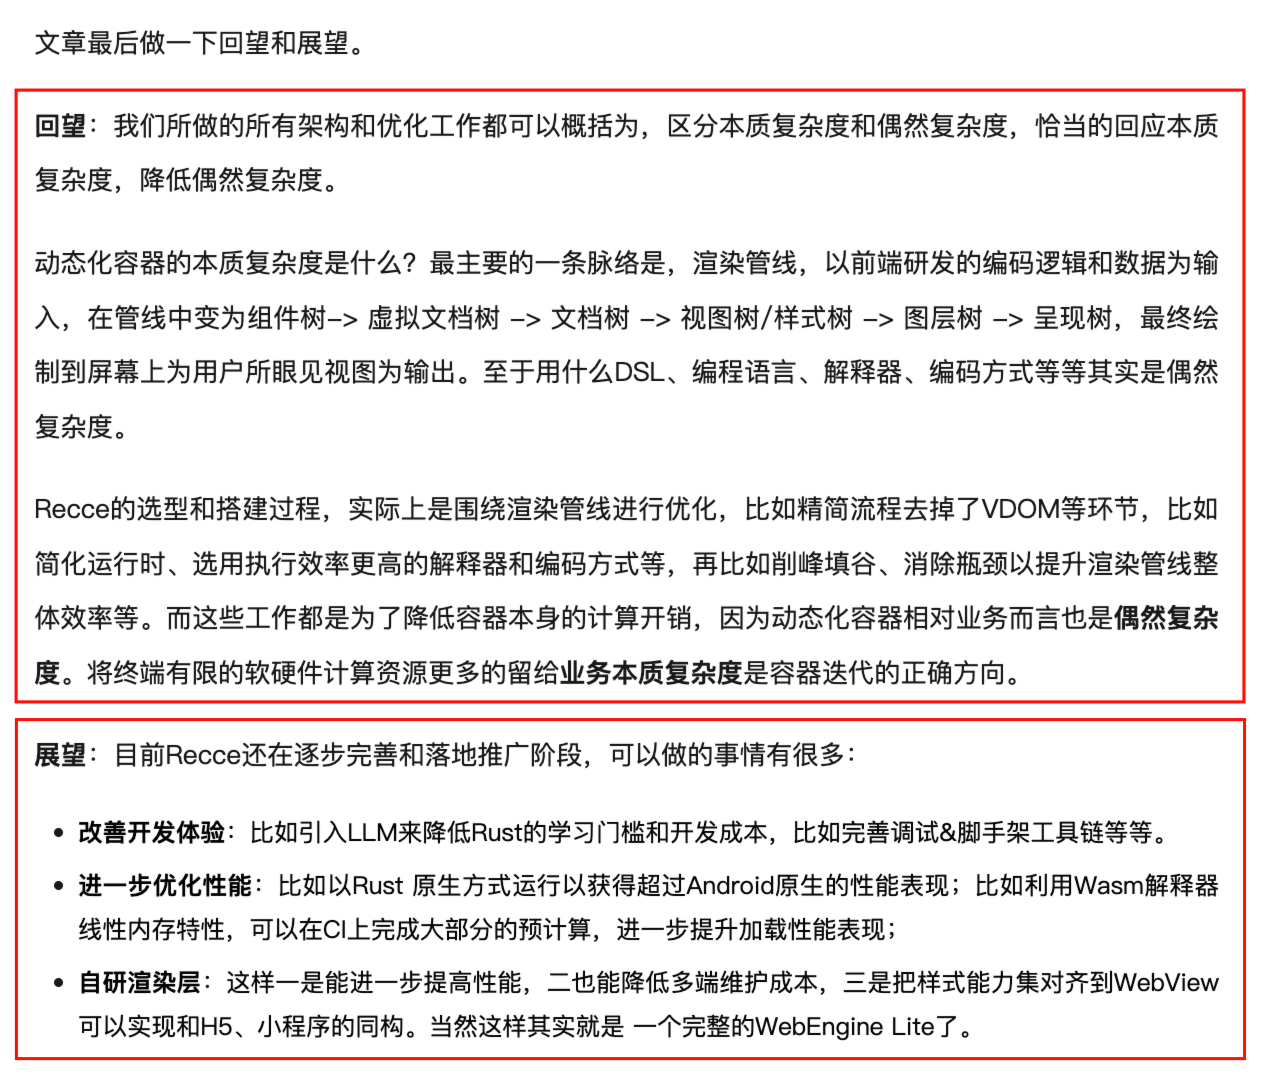 文章最后做一下回望和展望。
回望：我们所做的所有架构和优化工作都可以概括为，区分本质复杂度和偶然复杂度，恰当的回应本质
复杂度，降低偶然复杂度。
动态化容器的本质复杂度是什么？最主要的一条脉络是，渲染管线，以前端研发的编码逻辑和数据为输
入，在管线中变为组件树–> 虚拟文档树 –> 文档树 –> 视图树/样式树 –> 图层树 –> 呈现树，最终绘
制到屏幕上为用户所眼见视图为输出。至于用什么DSL、编程语言、解释器、编码方式等等其实是偶然
复杂度。
Recce的选型和搭建过程，实际上是围绕渲染管线进行优化，比如精简流程去掉了VDOM等环节，比如
简化运行时、选用执行效率更高的解释器和编码方式等，再比如削峰填谷、消除瓶颈以提升渲染管线整
体效率等。而这些工作都是为了降低容器本身的计算开销，因为动态化容器相对业务而言也是偶然复杂
度。将终端有限的软硬件计算资源更多的留给业务本质复杂度是容器迭代的正确方向。
展望：目前Recce还在逐步完善和落地推广阶段，可以做的事情有很多：
• 改善开发体验：比如引入LLM来降低Rust的学习门槛和开发成本，比如完善调试&脚手架工具链等等。
• 进一步优化性能：比如以Rust 原生方式运行以获得超过Android原生的性能表现；比如利用Wasm解释器
线性内存特性，可以在CI上完成大部分的预计算，进一步提升加载性能表现；
• 自研渲染层：这样一是能进一步提高性能，二也能降低多端维护成本，三是把样式能力集对齐到WebView
可以实现和H5、小程序的同构。当然这样其实就是 一个完整的WebEngine Lite了。